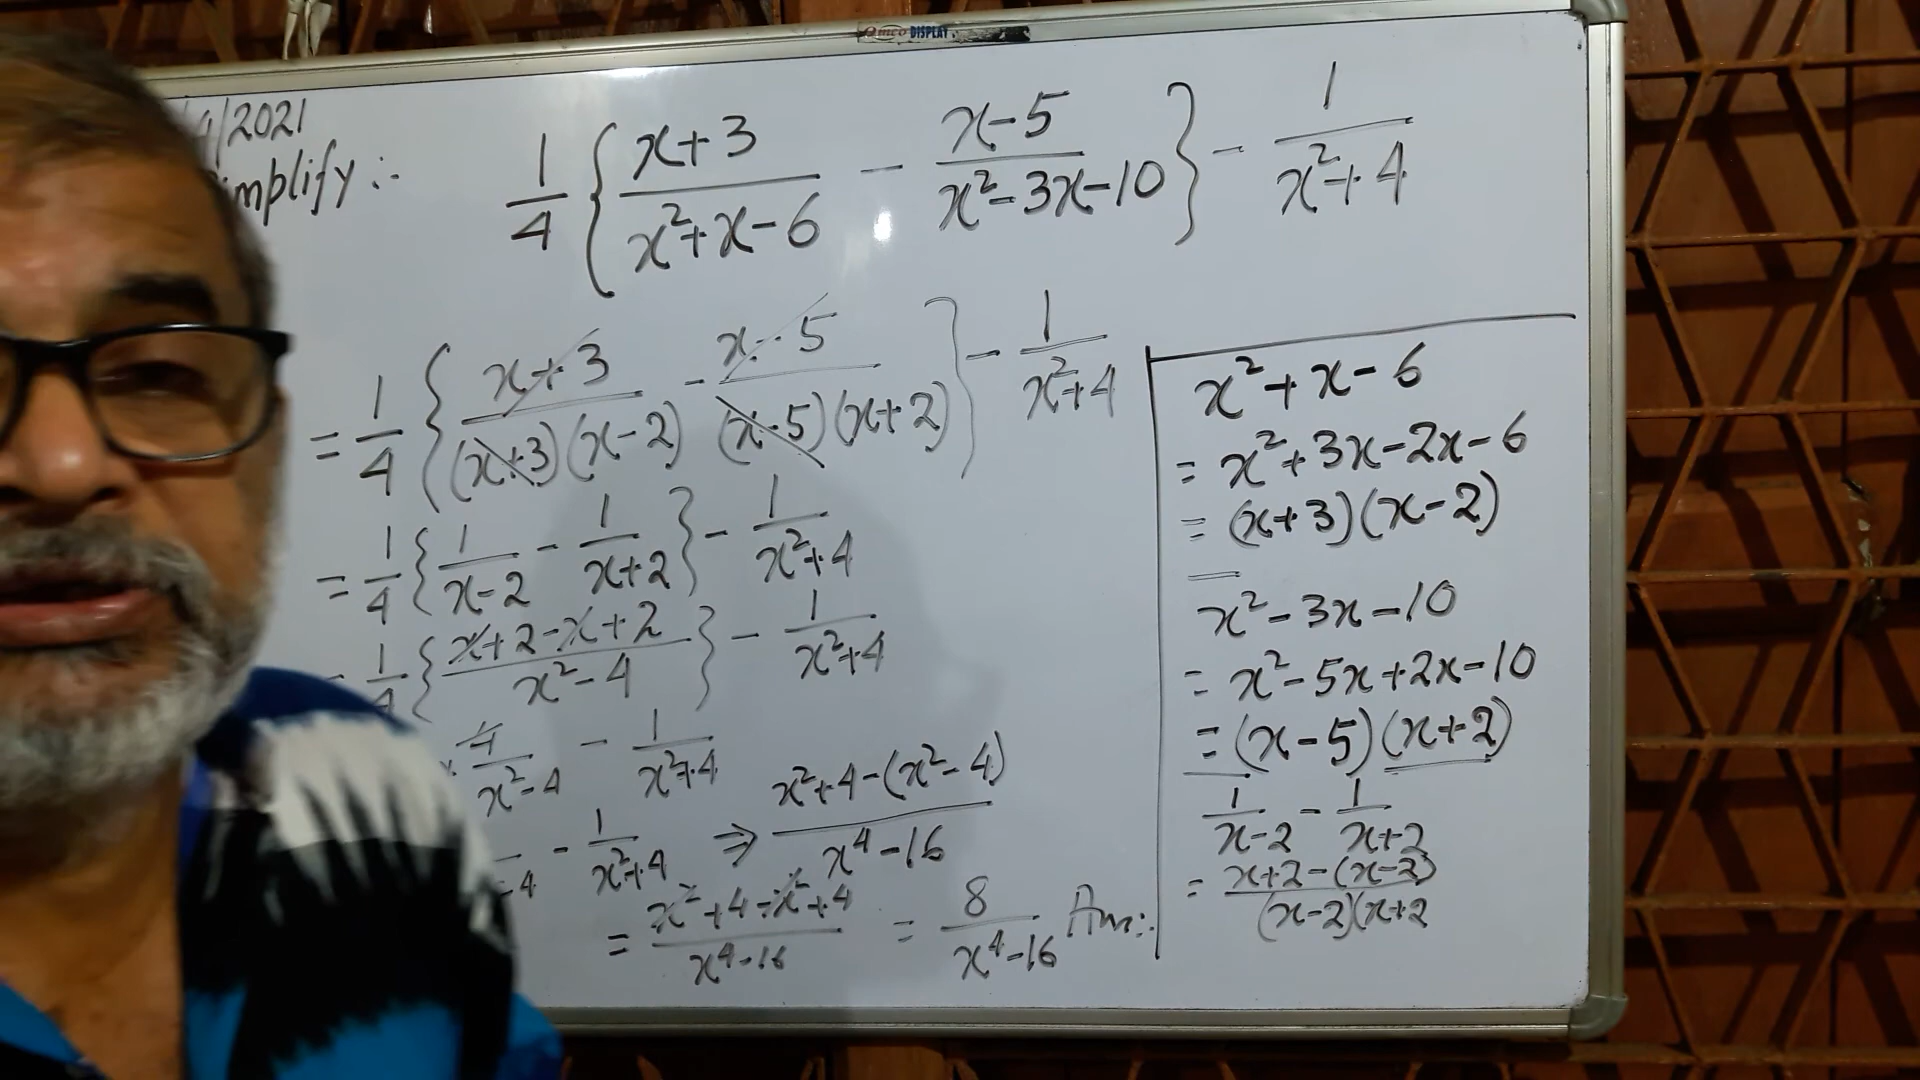 DISPLAY
/4/2021
implify :-
1/4 { (x+3)/(x²+x-6) - (x-5)/(x²-3x-10) } - 1/(x²+4)
= 1/4 { (x+3)/((x+3)(x-2)) - (x-5)/((x-5)(x+2)) } - 1/(x²+4)
= 1/4 { 1/(x-2) - 1/(x+2) } - 1/(x²+4)
= 1/4 { (x+2-x+2)/(x²-4) } - 1/(x²+4)
4/(x²-4) - 1/(x²+4)
-4 - 1/(x²+4) ⇒ (x²+4-(x²-4))/(x⁴-16)
= (x²+4-x²+4)/(x⁴-16) = 8/(x⁴-16) Ans:-
x²+x-6
= x²+3x-2x-6
= (x+3)(x-2)
x²-3x-10
= x²-5x+2x-10
= (x-5)(x+2)
1/(x-2) - 1/(x+2)
= (x+2-(x-2))/((x-2)(x+2